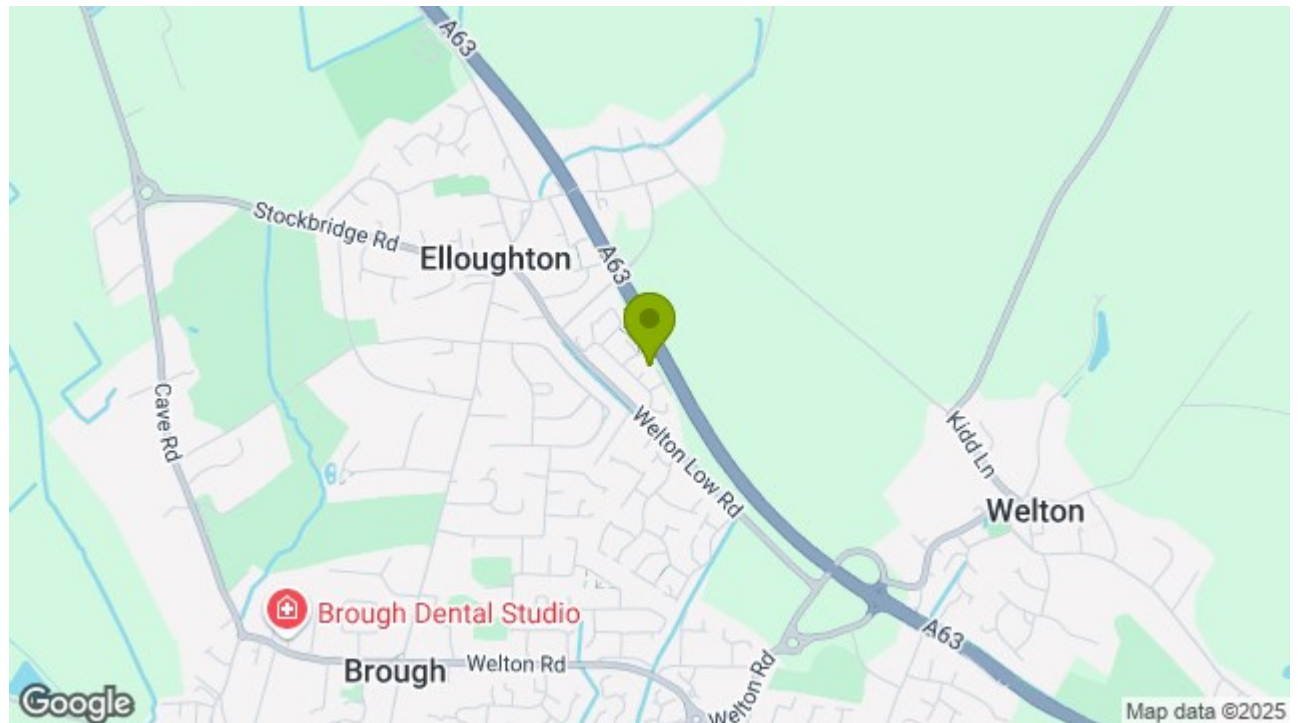 A63
Stockbridge Rd
Elloughton
A63
Cave Rd
Welton Low Rd
Kidd Ln
Welton
Brough Dental Studio
A63
Brough
Welton Rd
Welton Rd
Google
Map data ©2025